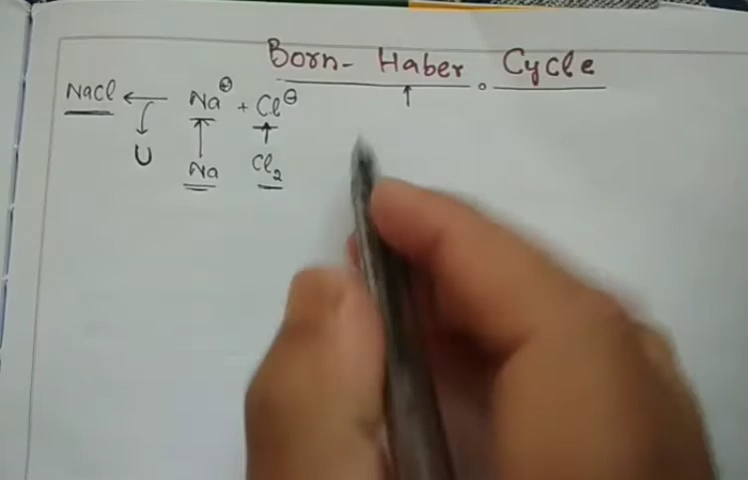 Born- Haber Cycle
NaCl ← Na⊕ + Cl⊖
U
Na Cl₂